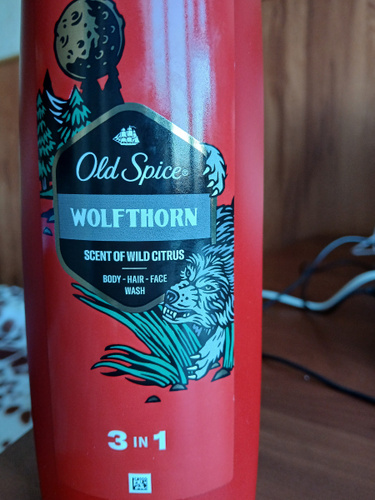 Old Spice®
WOLFTHORN
SCENT OF WILD CITRUS
BODY - HAIR - FACE
WASH
3 IN 1